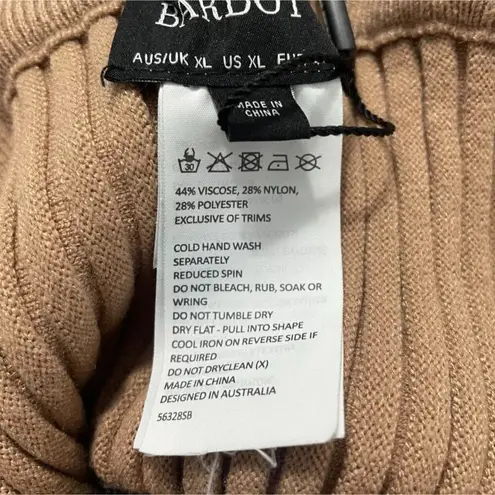 BARDOT
AUS/UK XL US XL EUR
MADE IN
CHINA
30
44% VISCOSE, 28% NYLON,
28% POLYESTER
EXCLUSIVE OF TRIMS
COLD HAND WASH
SEPARATELY
REDUCED SPIN
DO NOT BLEACH, RUB, SOAK OR
WRING
DO NOT TUMBLE DRY
DRY FLAT - PULL INTO SHAPE
COOL IRON ON REVERSE SIDE IF
REQUIRED
DO NOT DRYCLEAN (X)
MADE IN CHINA
DESIGNED IN AUSTRALIA
56328SB